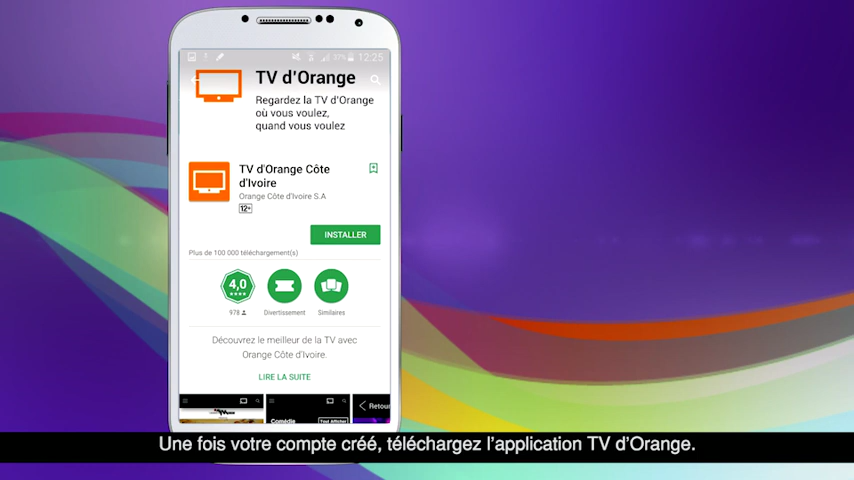 37% 12:25
TV d'Orange
Regardez la TV d'Orange
où vous voulez,
quand vous voulez
TV d'Orange Côte
d'Ivoire
Orange Côte d'Ivoire S.A
12+
INSTALLER
Plus de 100 000 téléchargement(s)
4,0
978
Divertissement
Similaires
Découvrez le meilleur de la TV avec
Orange Côte d'Ivoire.
LIRE LA SUITE
Retour
Comédie
Tout Afficher
Une fois votre compte créé, téléchargez l'application TV d'Orange.